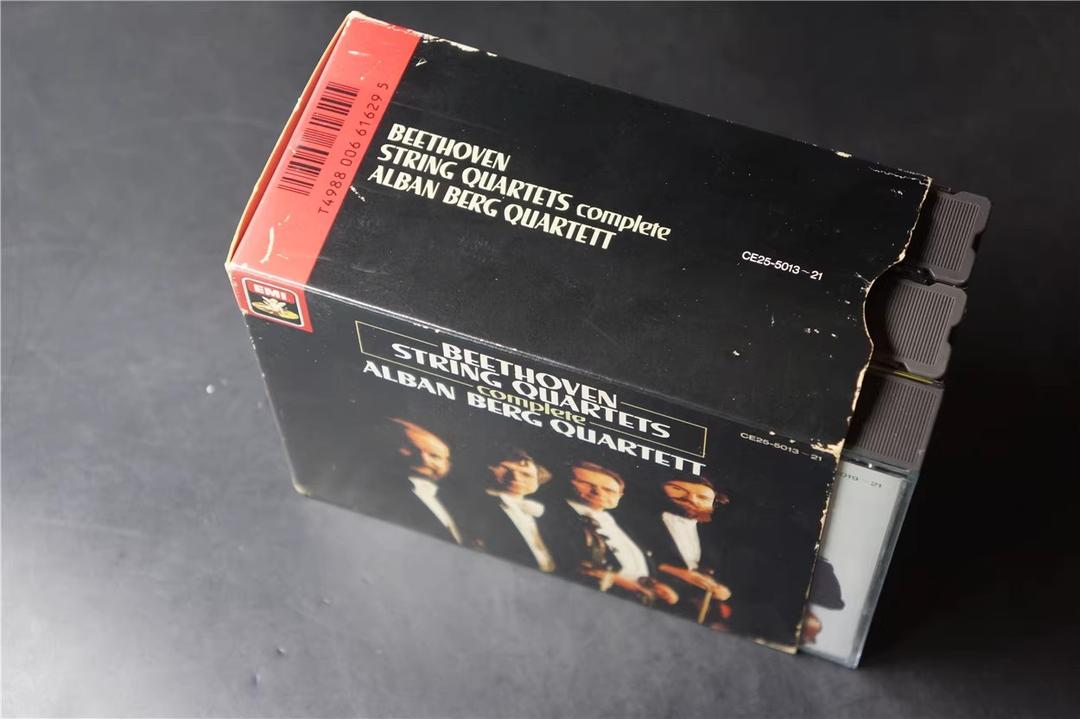 T4988 006 61629 5
BEETHOVEN
STRING QUARTETS complete
ALBAN BERG QUARTETT
CE25-5013~21
EMI
BEETHOVEN
STRING QUARTETS
complete
ALBAN BERG QUARTETT
CE25-5013~21